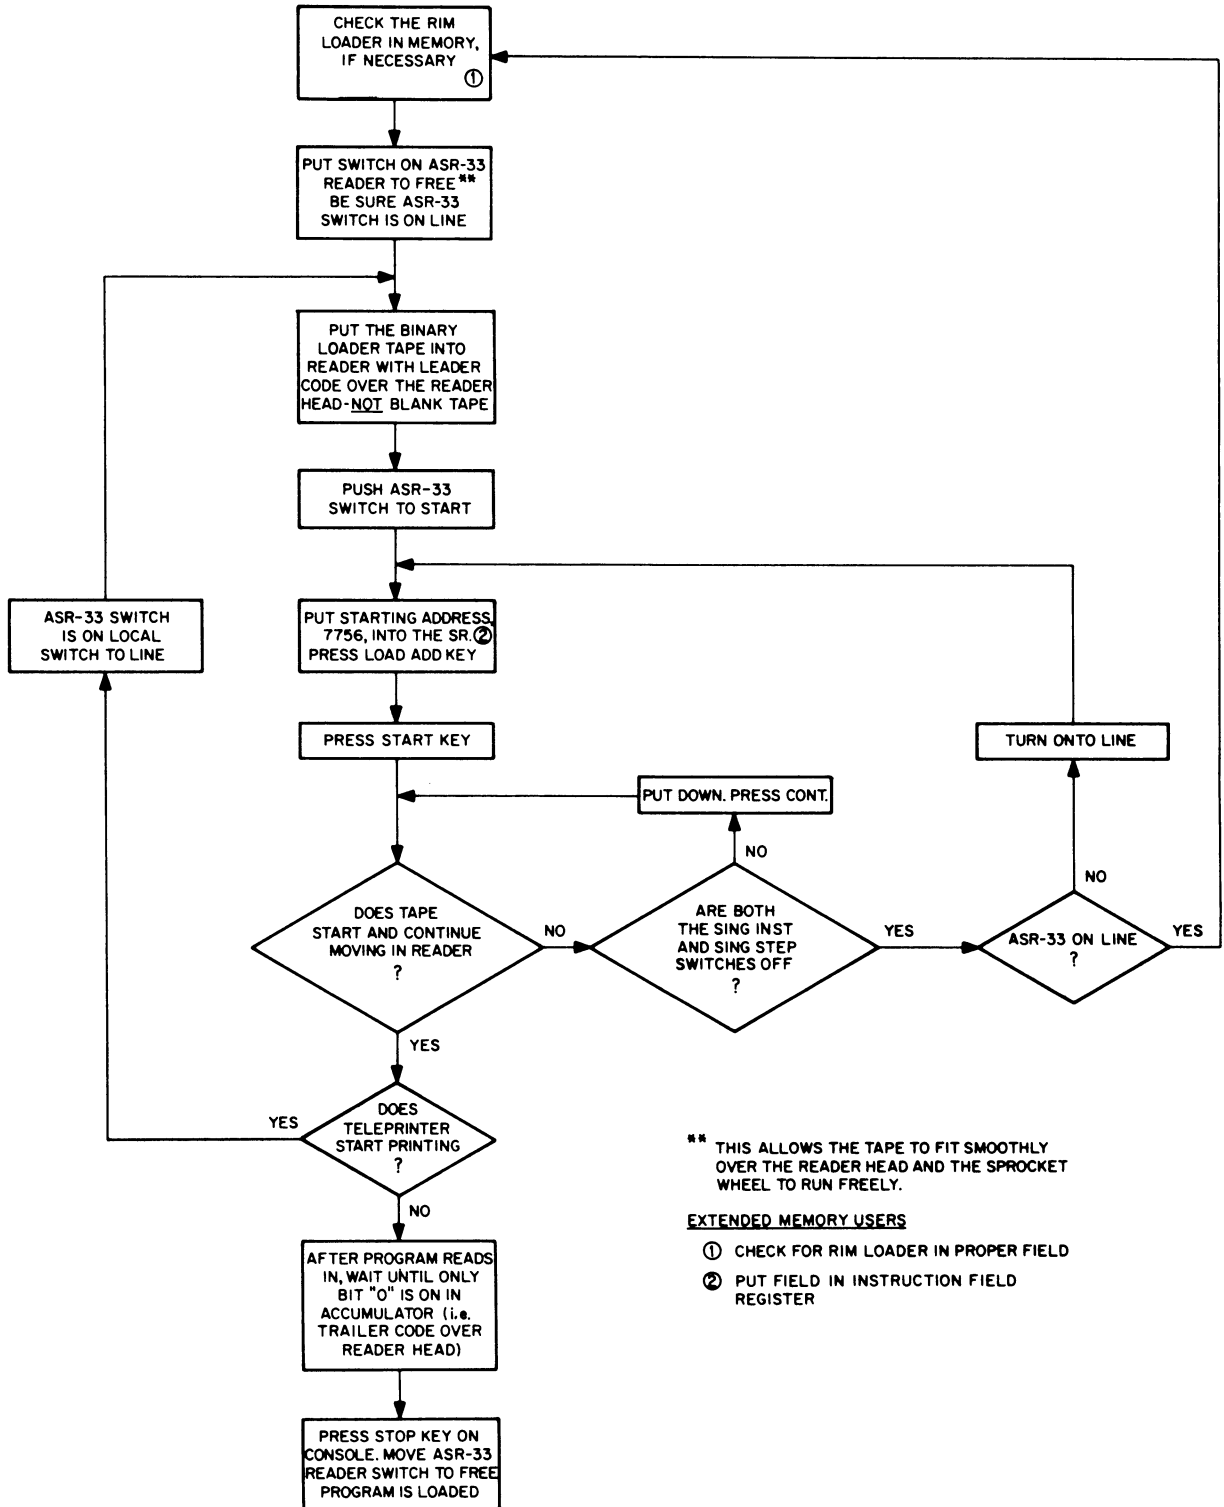 CHECK THE RIM
LOADER IN MEMORY,
IF NECESSARY
①
PUT SWITCH ON ASR-33
READER TO FREE**
BE SURE ASR-33
SWITCH IS ON LINE
PUT THE BINARY
LOADER TAPE INTO
READER WITH LEADER
CODE OVER THE READER
HEAD-NOT BLANK TAPE
PUSH ASR-33
SWITCH TO START
ASR-33 SWITCH
IS ON LOCAL
SWITCH TO LINE
PUT STARTING ADDRESS,
7756, INTO THE SR.②
PRESS LOAD ADD KEY
PRESS START KEY
TURN ONTO LINE
PUT DOWN. PRESS CONT.
NO
NO
DOES TAPE
START AND CONTINUE
MOVING IN READER
?
NO
ARE BOTH
THE SING INST
AND SING STEP
SWITCHES OFF
?
YES
ASR-33 ON LINE
?
YES
YES
DOES
TELEPRINTER
START PRINTING
?
YES
NO
AFTER PROGRAM READS
IN, WAIT UNTIL ONLY
BIT "0" IS ON IN
ACCUMULATOR (i.e.
TRAILER CODE OVER
READER HEAD)
PRESS STOP KEY ON
CONSOLE. MOVE ASR-33
READER SWITCH TO FREE
PROGRAM IS LOADED
** THIS ALLOWS THE TAPE TO FIT SMOOTHLY
OVER THE READER HEAD AND THE SPROCKET
WHEEL TO RUN FREELY.
EXTENDED MEMORY USERS
① CHECK FOR RIM LOADER IN PROPER FIELD
② PUT FIELD IN INSTRUCTION FIELD
REGISTER